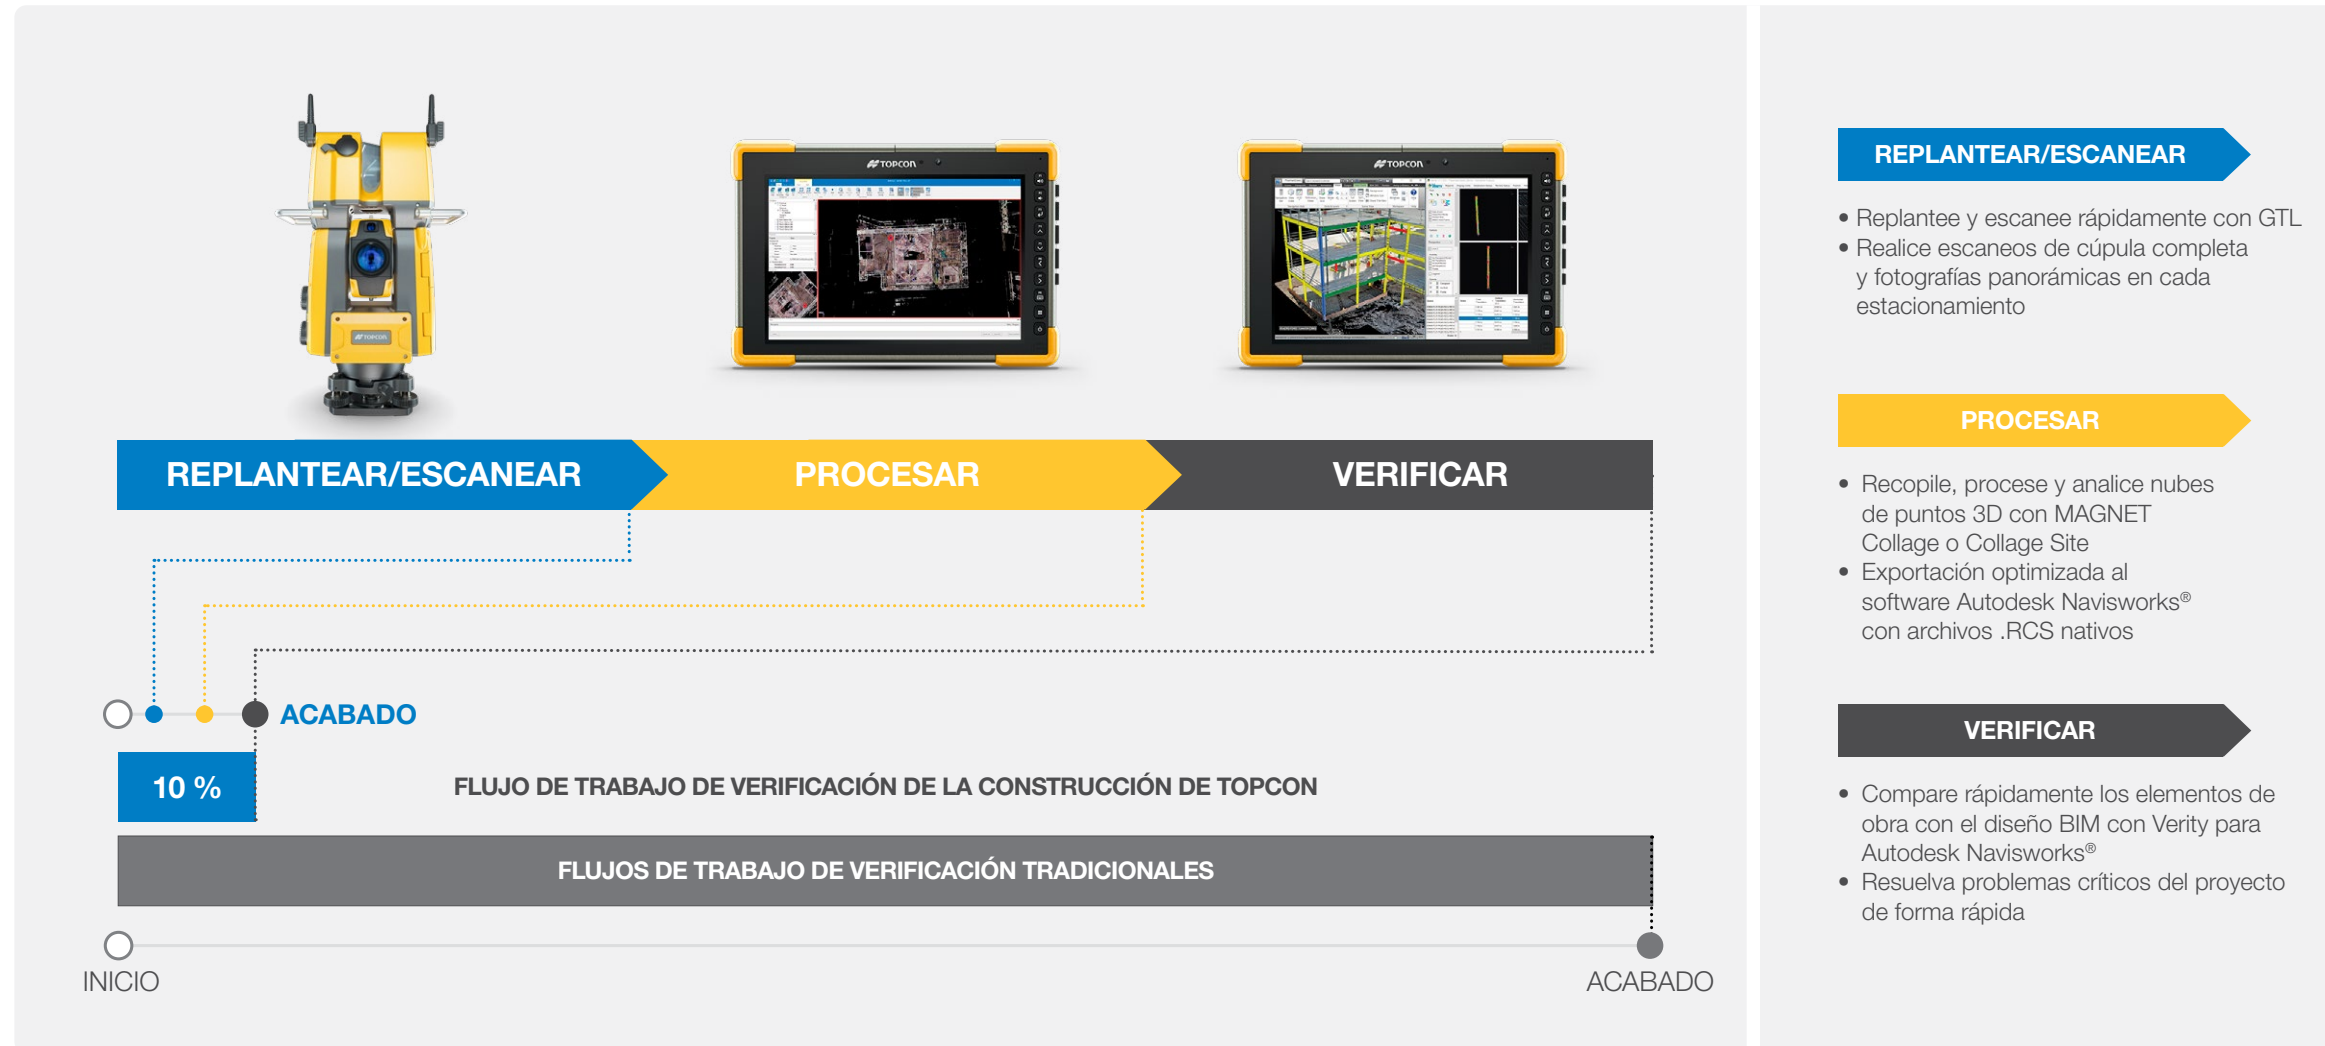 TOPCON
TOPCON
TOPCON
REPLANTEAR/ESCANEAR
PROCESAR
VERIFICAR
ACABADO
10 %
FLUJO DE TRABAJO DE VERIFICACIÓN DE LA CONSTRUCCIÓN DE TOPCON
FLUJOS DE TRABAJO DE VERIFICACIÓN TRADICIONALES
INICIO
ACABADO
REPLANTEAR/ESCANEAR
• Replantee y escanee rápidamente con GTL
• Realice escaneos de cúpula completa
y fotografías panorámicas en cada
estacionamiento
PROCESAR
• Recopile, procese y analice nubes
de puntos 3D con MAGNET
Collage o Collage Site
• Exportación optimizada al
software Autodesk Navisworks®
con archivos .RCS nativos
VERIFICAR
• Compare rápidamente los elementos de
obra con el diseño BIM con Verity para
Autodesk Navisworks®
• Resuelva problemas críticos del proyecto
de forma rápida